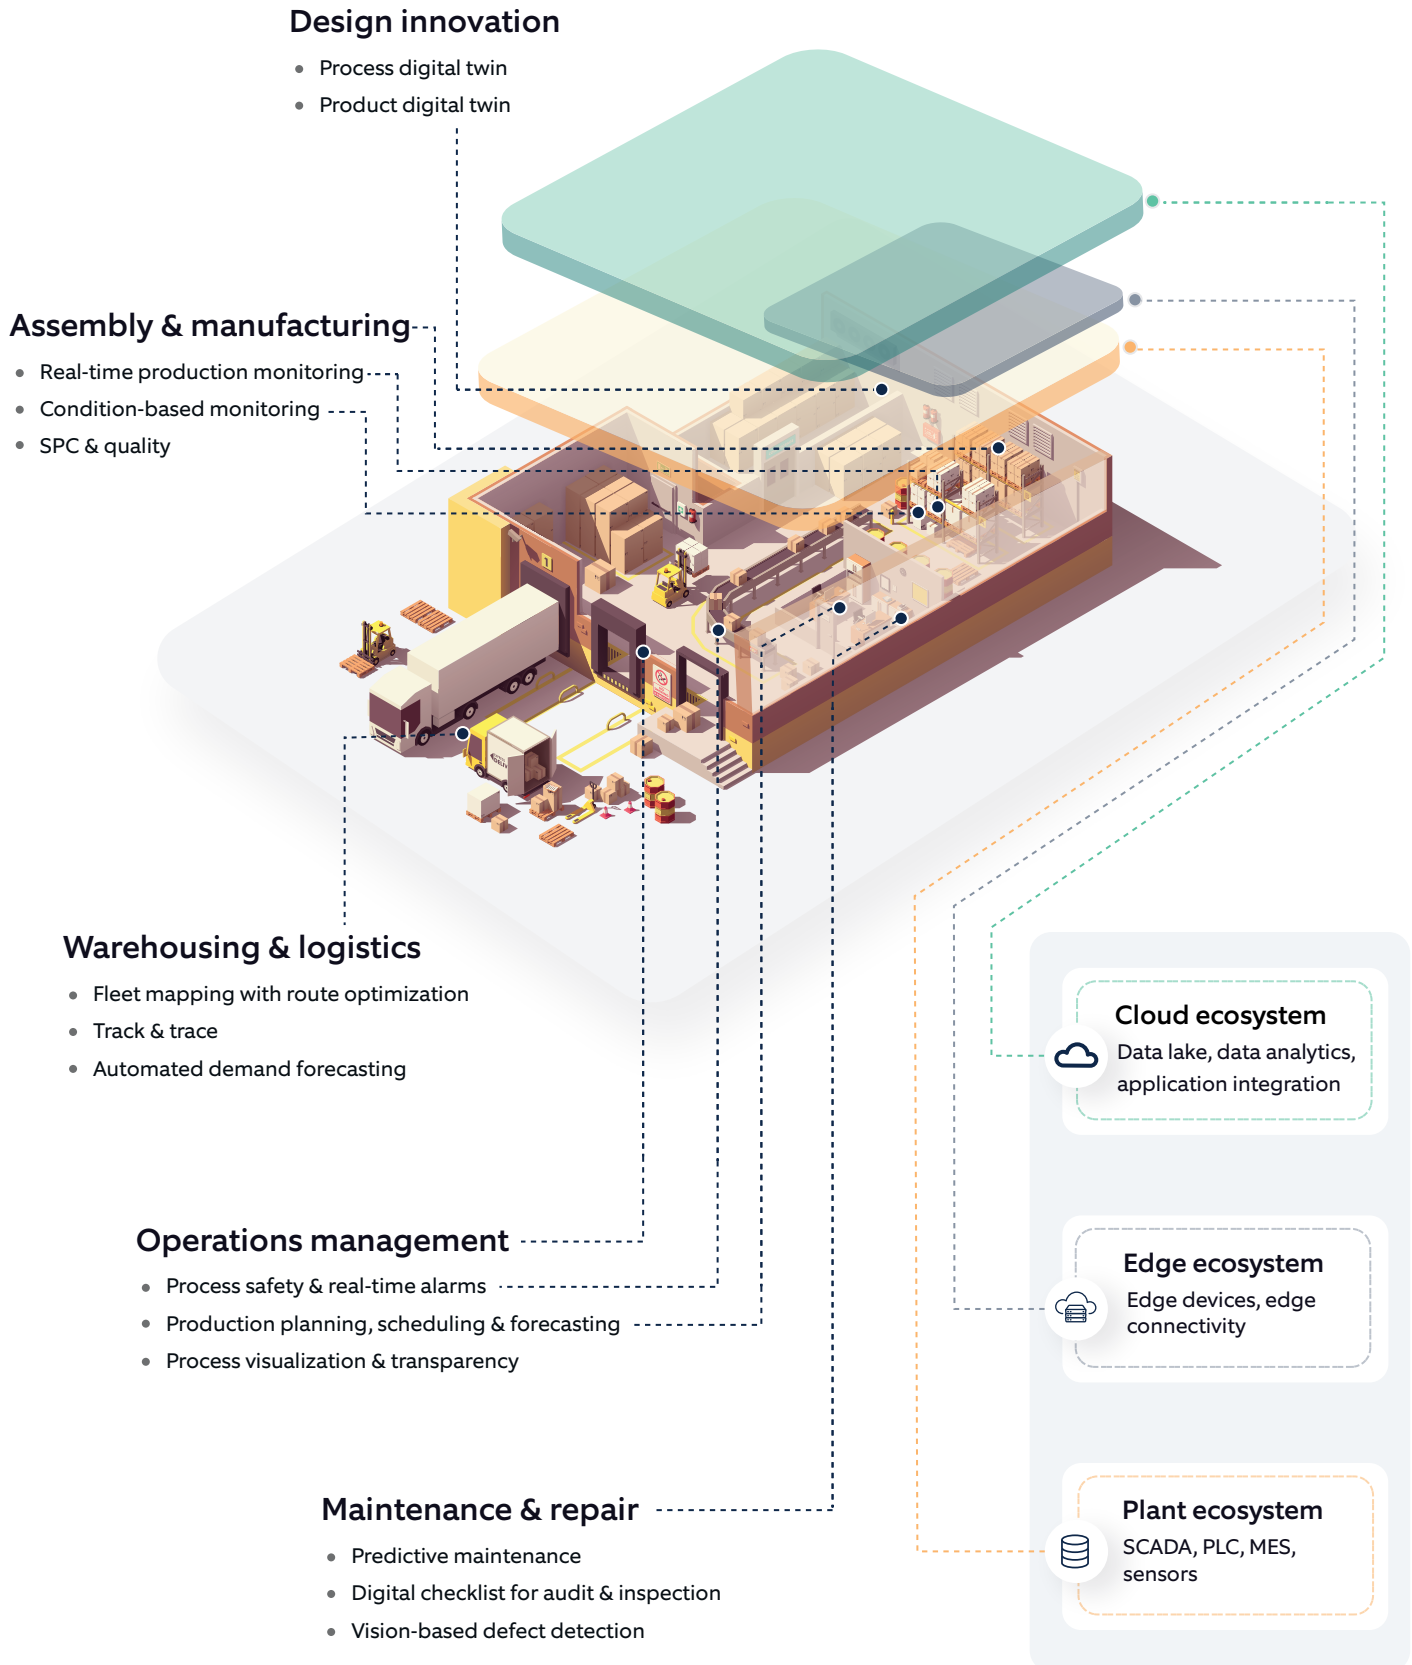 Design innovation
Process digital twin
Product digital twin
Assembly & manufacturing
Real-time production monitoring
Condition-based monitoring
SPC & quality
Warehousing & logistics
Fleet mapping with route optimization
Track & trace
Automated demand forecasting
Operations management
Process safety & real-time alarms
Production planning, scheduling & forecasting
Process visualization & transparency
Maintenance & repair
Predictive maintenance
Digital checklist for audit & inspection
Vision-based defect detection
Cloud ecosystem
Data lake, data analytics,
application integration
Edge ecosystem
Edge devices, edge
connectivity
Plant ecosystem
SCADA, PLC, MES,
sensors